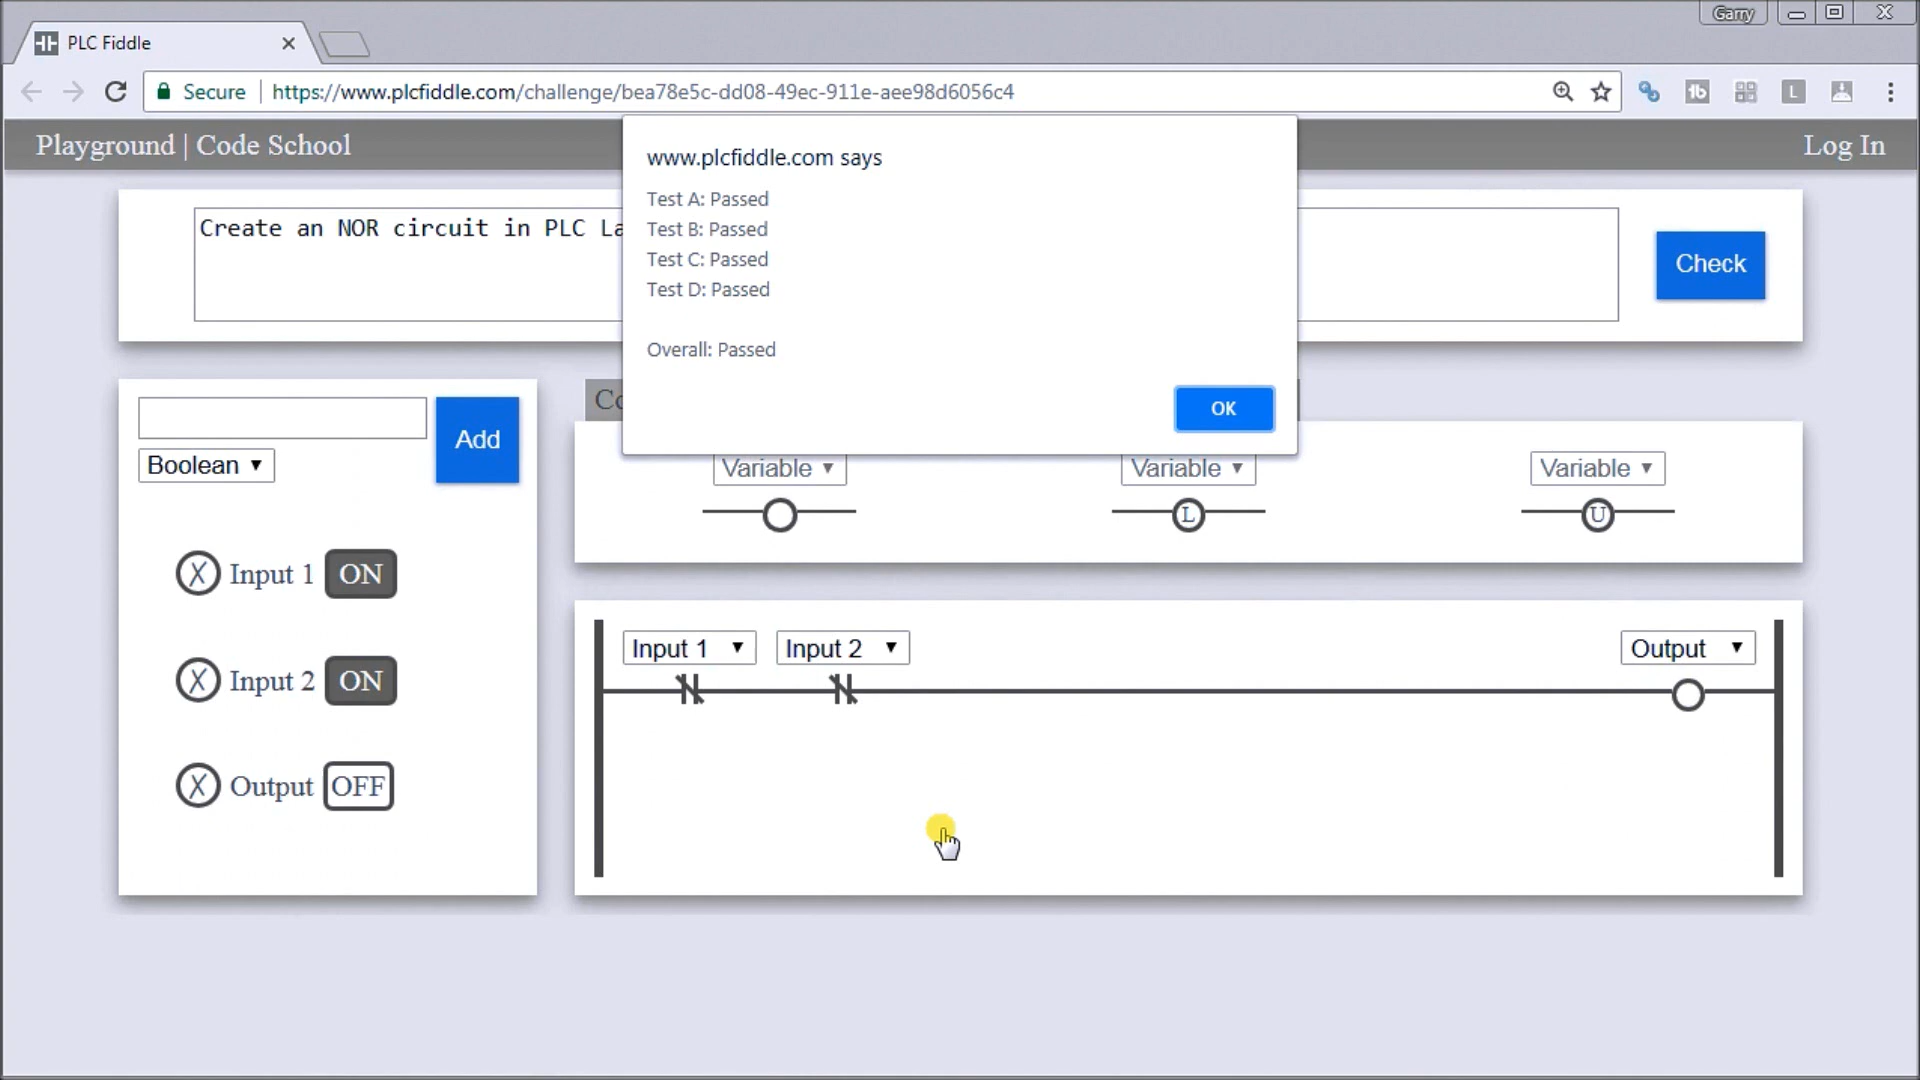 Garry
PLC Fiddle
Secure
https://www.plcfiddle.com/challenge/bea78e5c-dd08-49ec-911e-aee98d6056c4
Playground | Code School
Log In
www.plcfiddle.com says
Test A: Passed
Test B: Passed
Test C: Passed
Test D: Passed
Overall: Passed
OK
Create an NOR circuit in PLC La
Check
Add
Boolean
Co
Variable
Variable
Variable
L
U
Input 1 ON
Input 2 ON
Output OFF
Input 1
Input 2
Output